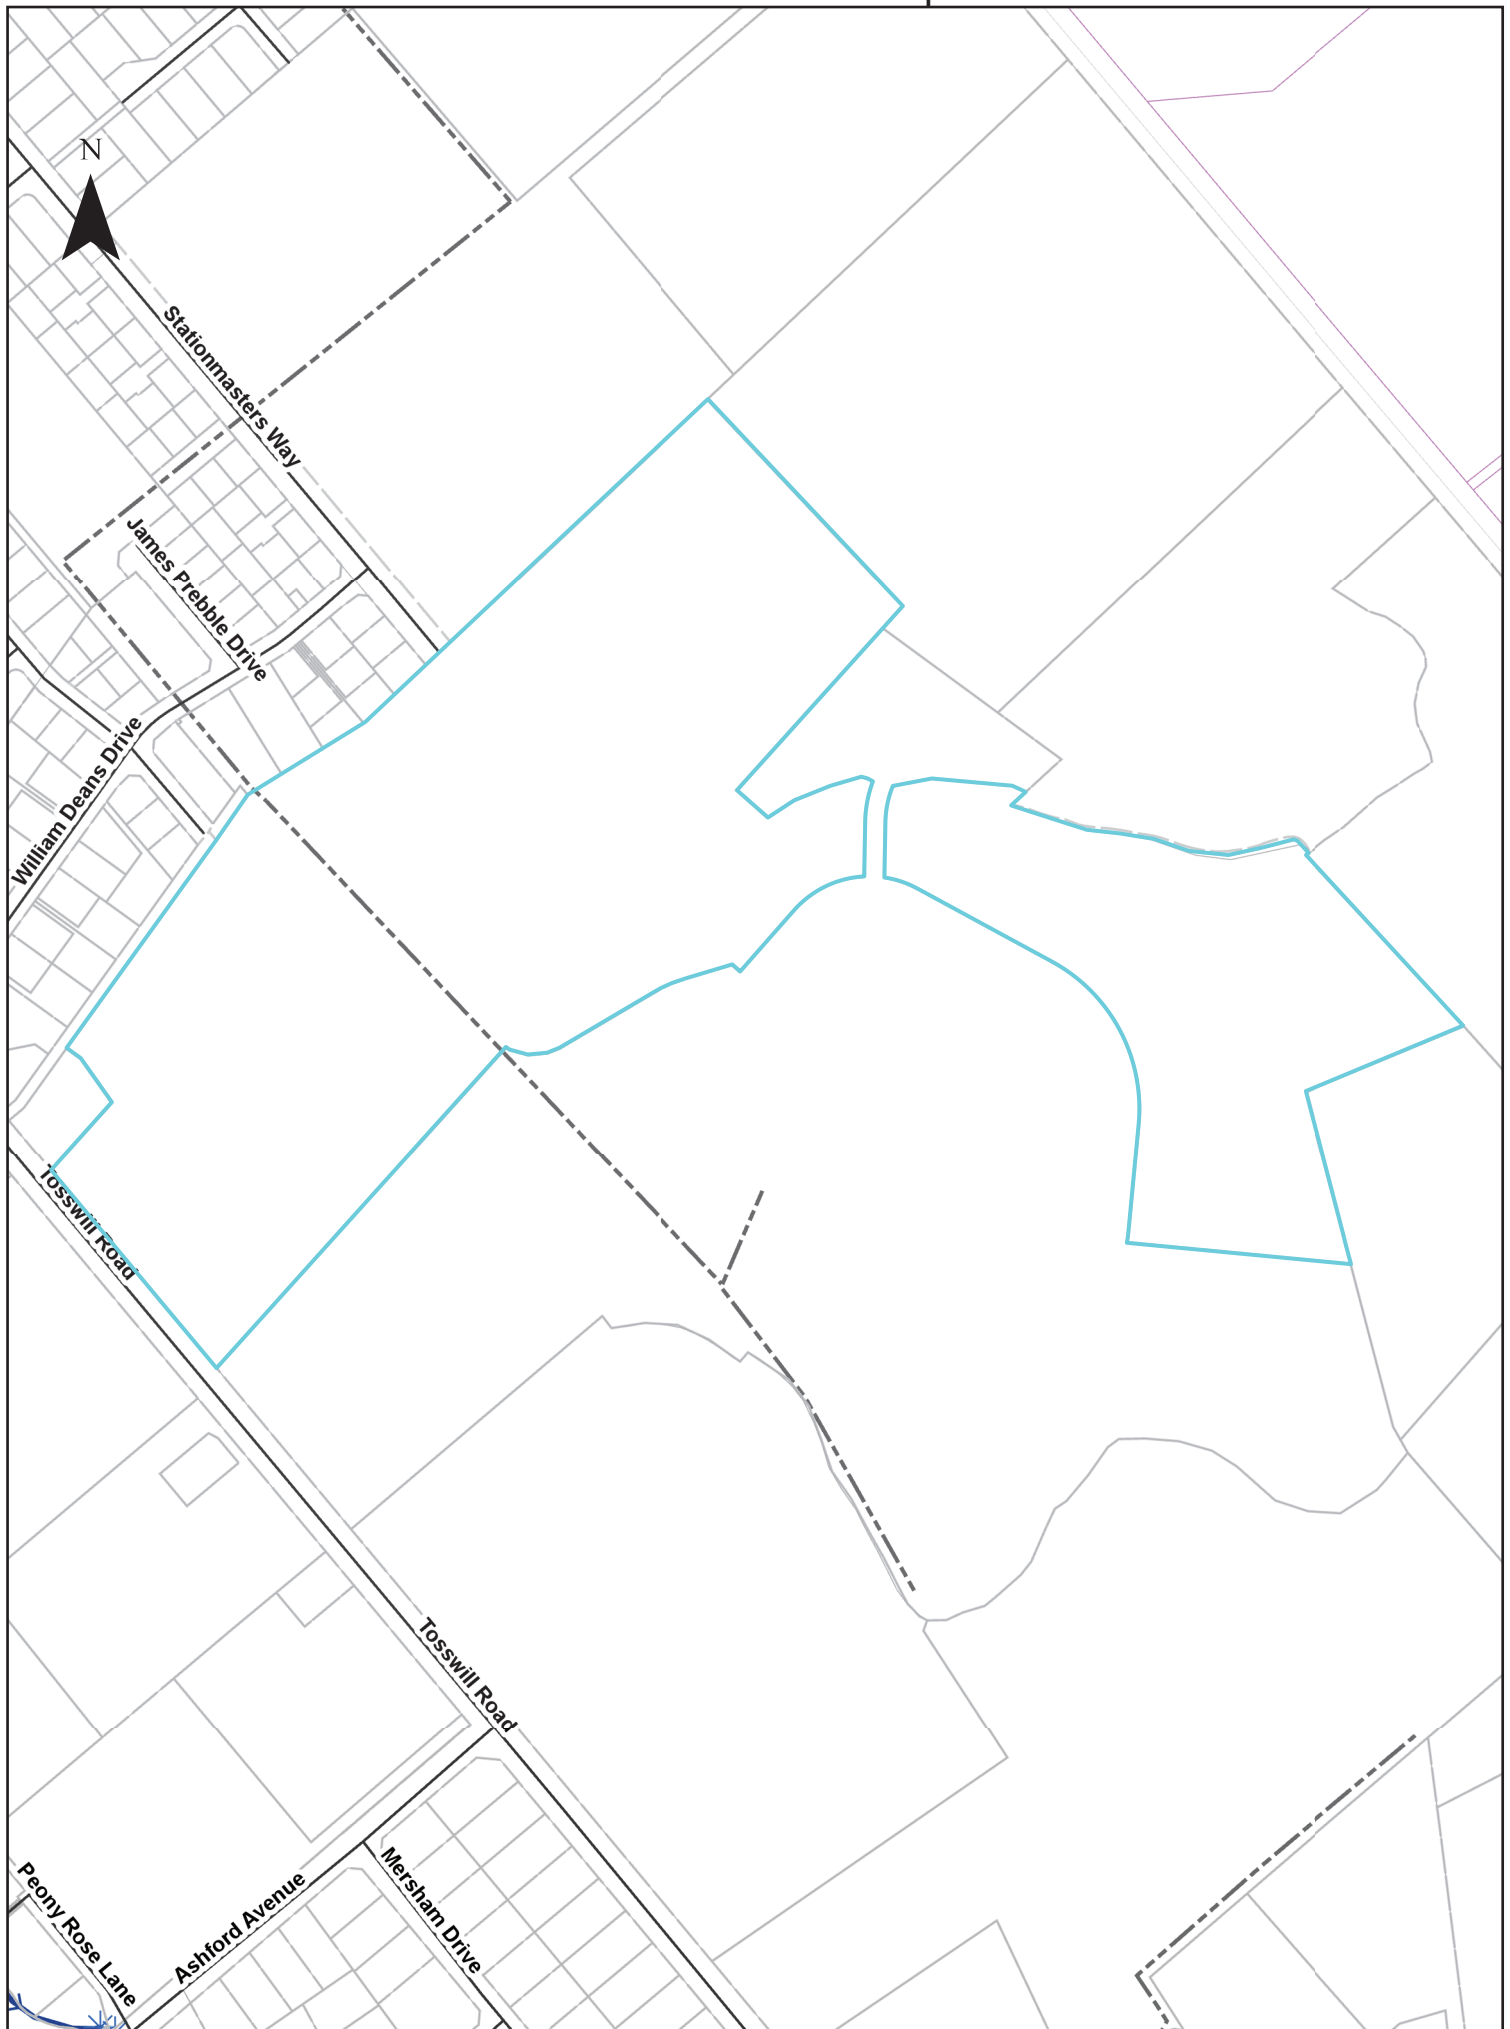 N
Stationmasters Way
James Prebble Drive
William Deans Drive
Tosswill Road
Tosswill Road
Mersham Drive
Ashford Avenue
Peony Rose Lane